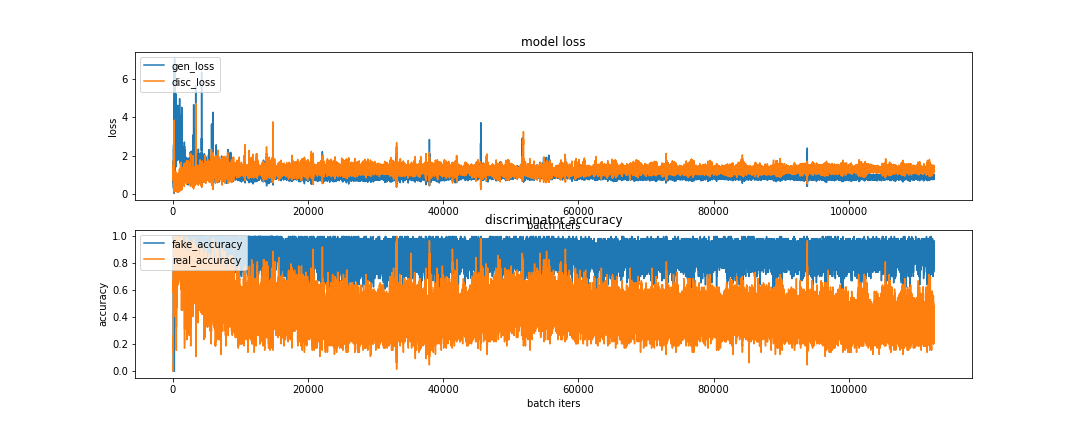 model loss
gen_loss
disc_loss
6
4
2
0
loss
0 20000 40000 60000 80000 100000
batch iters
discriminator accuracy
fake_accuracy
real_accuracy
1.0
0.8
0.6
0.4
0.2
0.0
accuracy
0 20000 40000 60000 80000 100000
batch iters